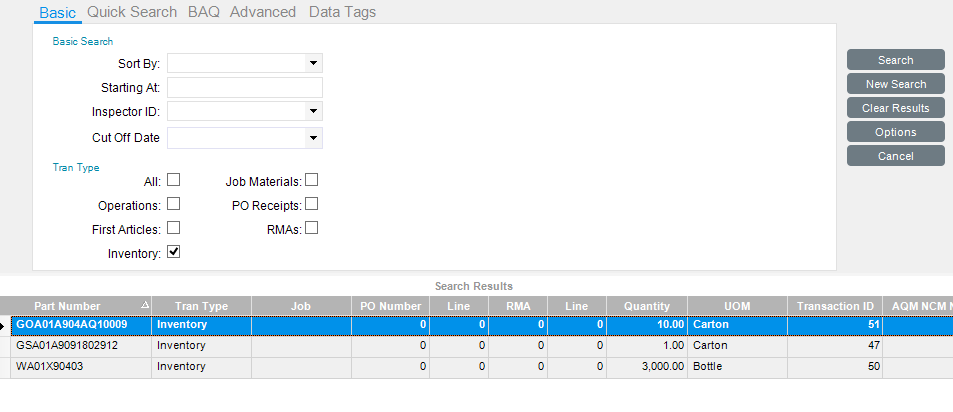 Basic Quick Search BAQ Advanced Data Tags
Basic Search
Sort By:
Starting At:
Inspector ID:
Cut Off Date
Tran Type
All: Job Materials:
Operations: PO Receipts:
First Articles: RMAs:
Inventory:
Search
New Search
Clear Results
Options
Cancel
Search Results
Part Number Tran Type Job PO Number Line RMA Line Quantity UOM Transaction ID AQM NCM
GOA01A904AQ10009 Inventory 0 0 0 0 10.00 Carton 51
GSA01A9091802912 Inventory 0 0 0 0 1.00 Carton 47
WA01X90403 Inventory 0 0 0 0 3,000.00 Bottle 50